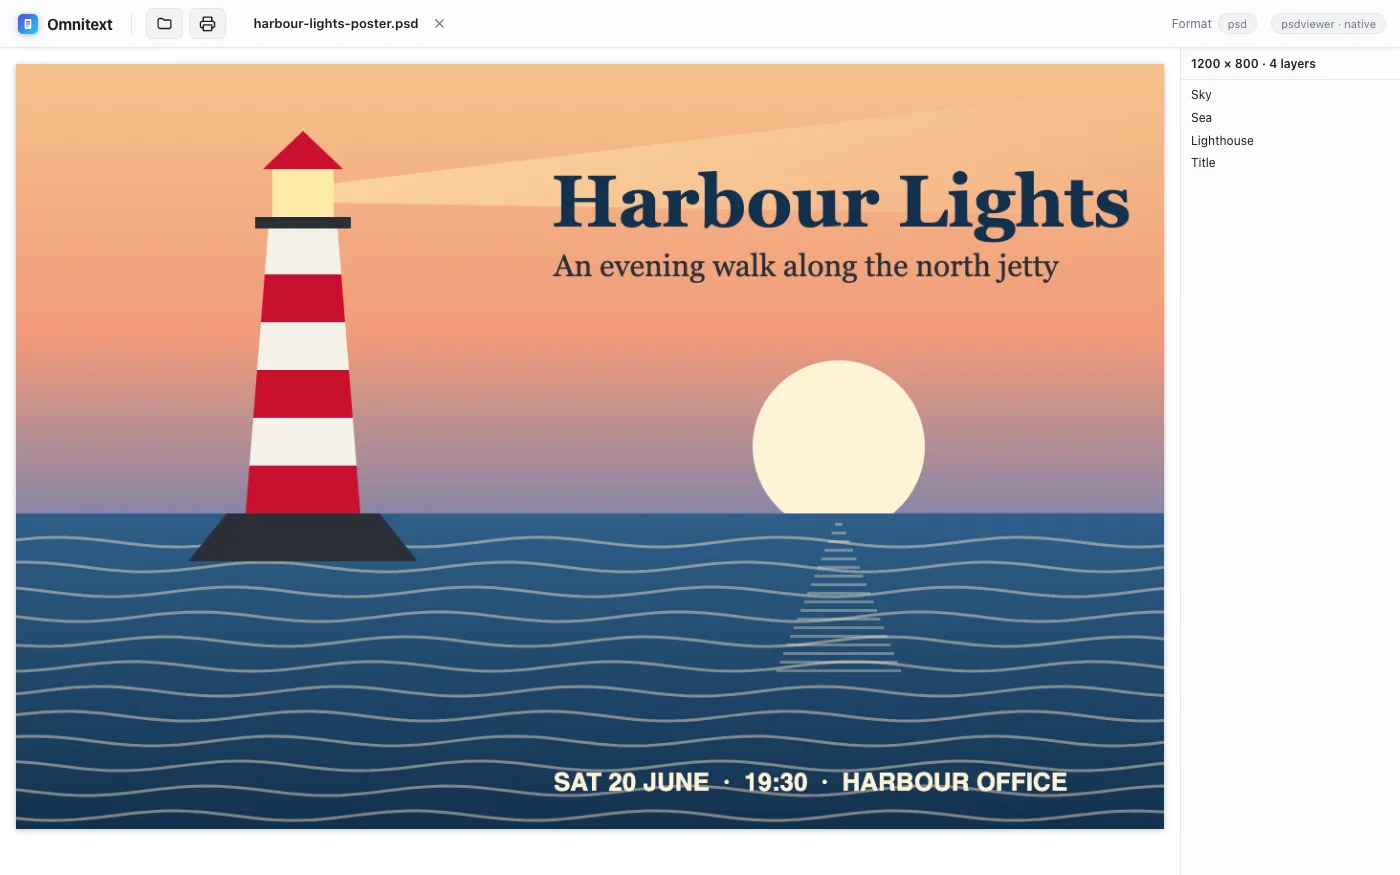 Omnitext
harbour-lights-poster.psd
Format psd psdviewer · native
1200 × 800 · 4 layers
Sky
Sea
Lighthouse
Title
Harbour Lights
An evening walk along the north jetty
SAT 20 JUNE · 19:30 · HARBOUR OFFICE